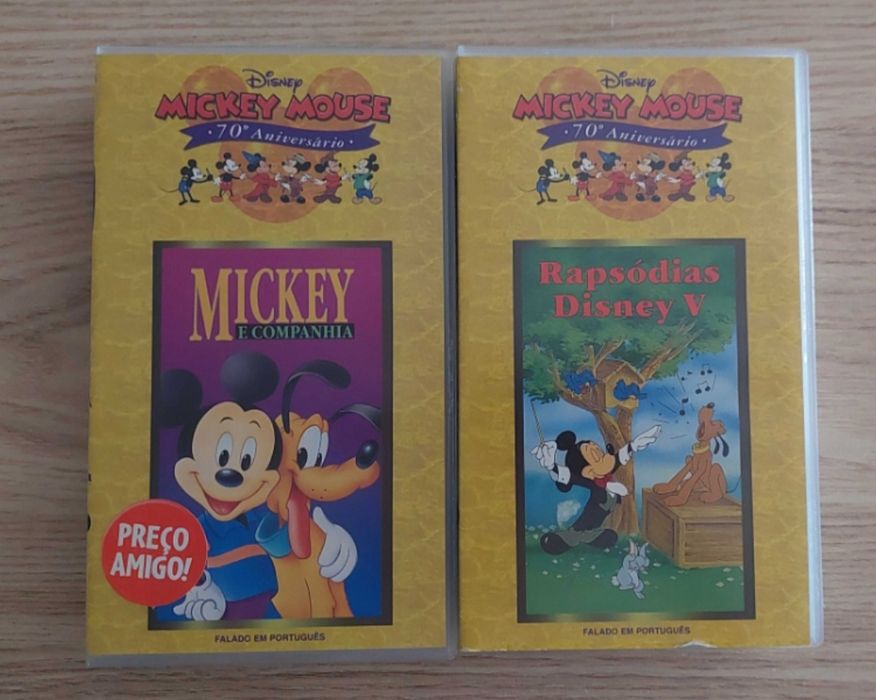 Disney
MICKEY MOUSE
• 70º Aniversário •
MICKEY
E COMPANHIA
PREÇO
AMIGO!
FALADO EM PORTUGUÊS
Disney
MICKEY MOUSE
• 70º Aniversário •
Rapsódias
Disney V
FALADO EM PORTUGUÊS